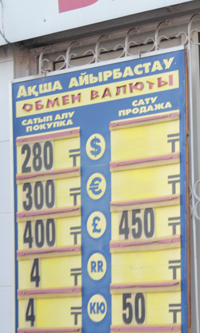 Ақша айырбастау
ОБМЕН ВАЛЮТЫ
САТЫП АЛУ САТУ
ПОКУПКА ПРОДАЖА
280 ₸ $ ₸
300 ₸ € ₸
400 ₸ £ 450 ₸
4 ₸ RR ₸
4 ₸ КЮ 50 ₸